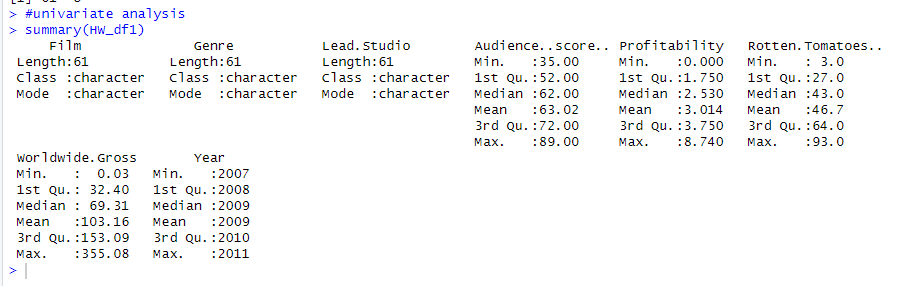 > #univariate analysis
> summary(HW_df1)
Film Genre Lead.Studio Audience..score.. Profitability Rotten.Tomatoes..
Length:61 Length:61 Length:61 Min. :35.00 Min. :0.000 Min. : 3.0
Class :character Class :character Class :character 1st Qu.:52.00 1st Qu.:1.750 1st Qu.:27.0
Mode :character Mode :character Mode :character Median :62.00 Median :2.530 Median :43.0
Mean :63.02 Mean :3.014 Mean :46.7
3rd Qu.:72.00 3rd Qu.:3.750 3rd Qu.:64.0
Max. :89.00 Max. :8.740 Max. :93.0
Worldwide.Gross Year
Min. : 0.03 Min. :2007
1st Qu.: 32.40 1st Qu.:2008
Median : 69.31 Median :2009
Mean :103.16 Mean :2009
3rd Qu.:153.09 3rd Qu.:2010
Max. :355.08 Max. :2011
>